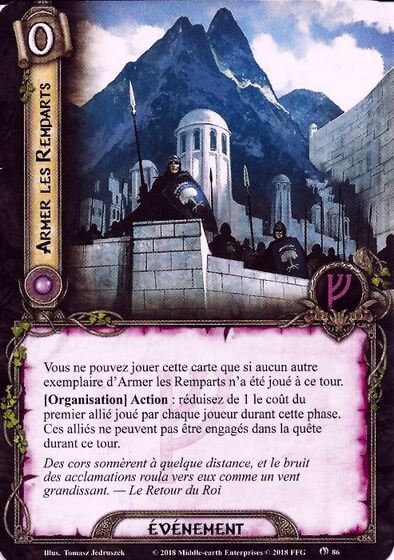 0
ARMER LES REMPARTS
Vous ne pouvez jouer cette carte que si aucun autre
exemplaire d'Armer les Remparts n'a été joué à ce tour.
[Organisation] Action : réduisez de 1 le coût du
premier allié joué par chaque joueur durant cette phase.
Ces alliés ne peuvent pas être engagés dans la quête
durant ce tour.
Des cors sonnèrent à quelque distance, et le bruit
des acclamations roula vers eux comme un vent
grandissant. — Le Retour du Roi
ÉVÉNEMENT
Illus. Tomasz Jedruszek © 2018 Middle-earth Enterprises © 2018 FFG 86